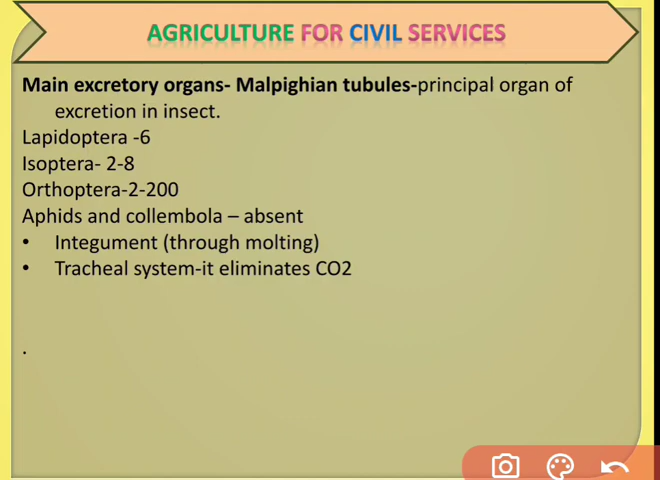 AGRICULTURE FOR CIVIL SERVICES
Main excretory organs- Malpighian tubules-principal organ of
excretion in insect.
Lapidoptera -6
Isoptera- 2-8
Orthoptera-2-200
Aphids and collembola – absent
• Integument (through molting)
• Tracheal system-it eliminates CO2
.